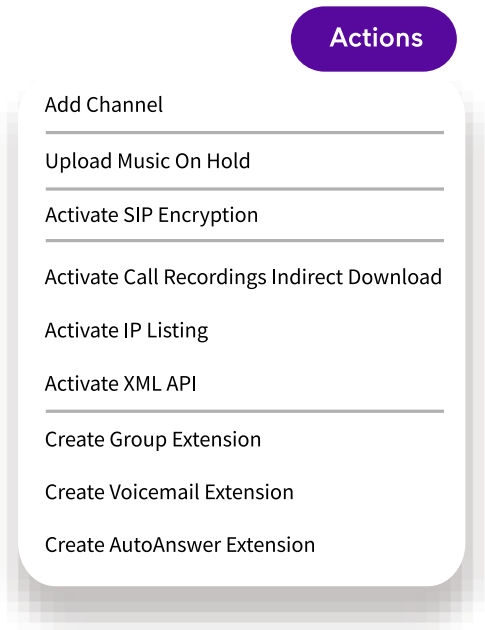 Actions
Add Channel
Upload Music On Hold
Activate SIP Encryption
Activate Call Recordings Indirect Download
Activate IP Listing
Activate XML API
Create Group Extension
Create Voicemail Extension
Create AutoAnswer Extension